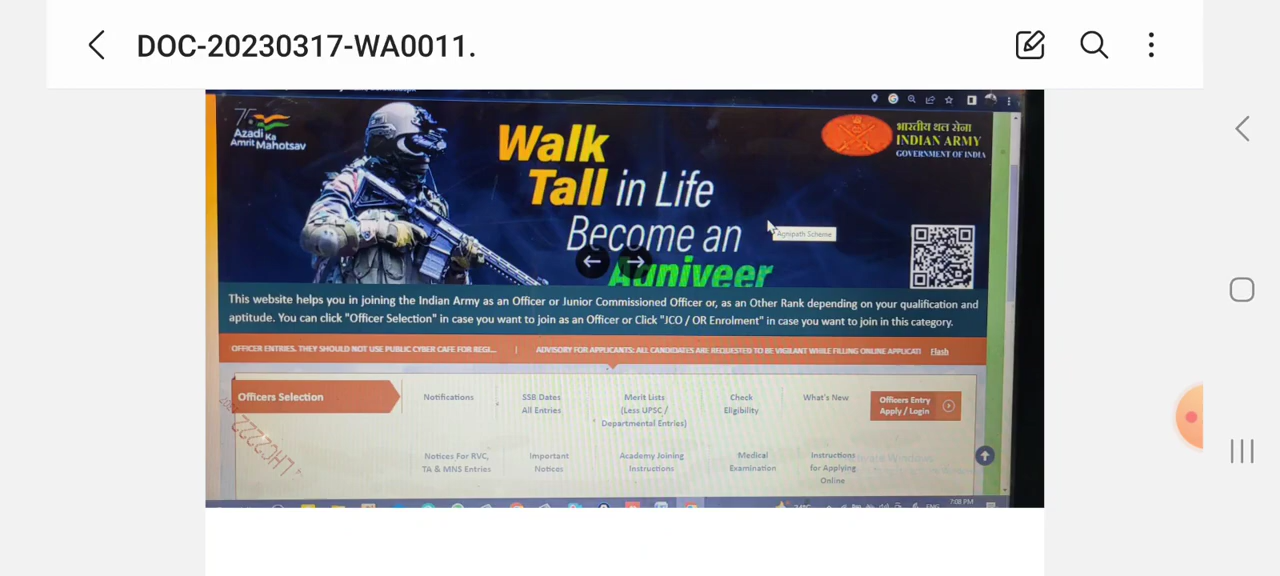 DOC-20230317-WA0011.
75
Azadi Ka
Amrit Mahotsav
Walk
Tall in Life
Become an
Agniveer
भारतीय थल सेना
INDIAN ARMY
GOVERNMENT OF INDIA
Agnipath Scheme
This website helps you in joining the Indian Army as an Officer or Junior Commissioned Officer or, as an Other Rank depending on your qualification and
aptitude. You can click "Officer Selection" in case you want to join as an Officer or Click "JCO / OR Enrolment" in case you want to join in this category.
OFFICER ENTRIES. THEY SHOULD NOT USE PUBLIC CYBER CAFE FOR REGI... | ADVISORY FOR APPLICANTS: ALL CANDIDATES ARE REQUESTED TO BE VIGILANT WHILE FILLING ONLINE APPLICATI Flash
Officers Selection
Notifications
SSB Dates
All Entries
Merit Lists
(Less UPSC /
Departmental Entries)
Check
Eligibility
What's New
Officers Entry
Apply / Login
Notices For RVC,
TA & MNS Entries
Important
Notices
Academy Joining
Instructions
Medical
Examination
Instructions
for Applying
Online
7:08 PM